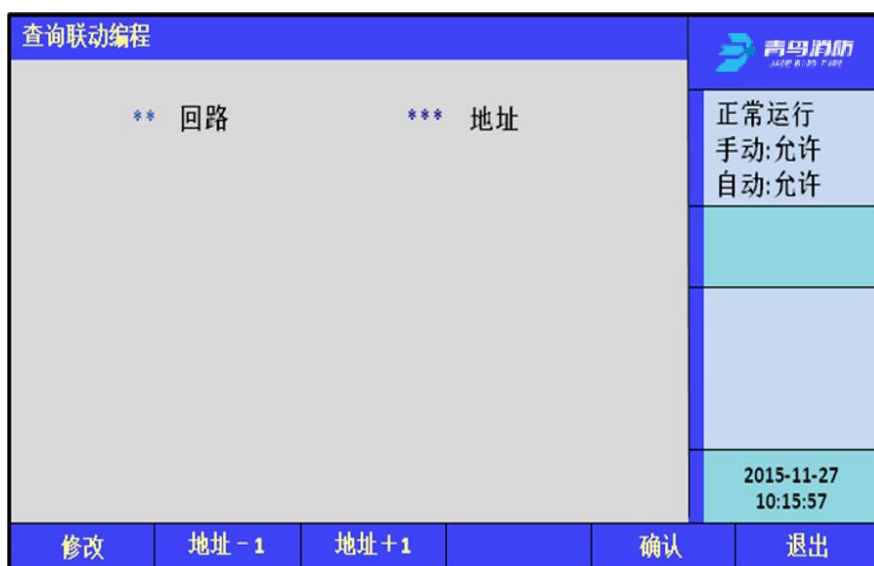 查询联动编程
青鸟消防
** 回路 *** 地址
正常运行
手动:允许
自动:允许
2015-11-27
10:15:57
修改 地址-1 地址+1 确认 退出